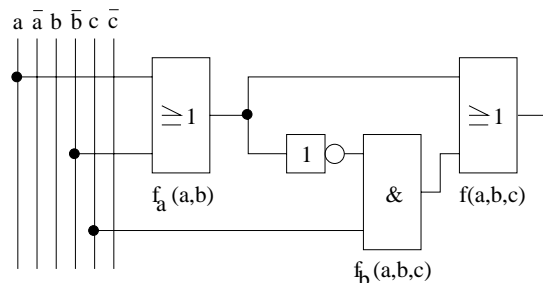 a ā b b̄ c c̄
≥1
≥1
1
&
f_a(a,b)
f(a,b,c)
f_b(a,b,c)